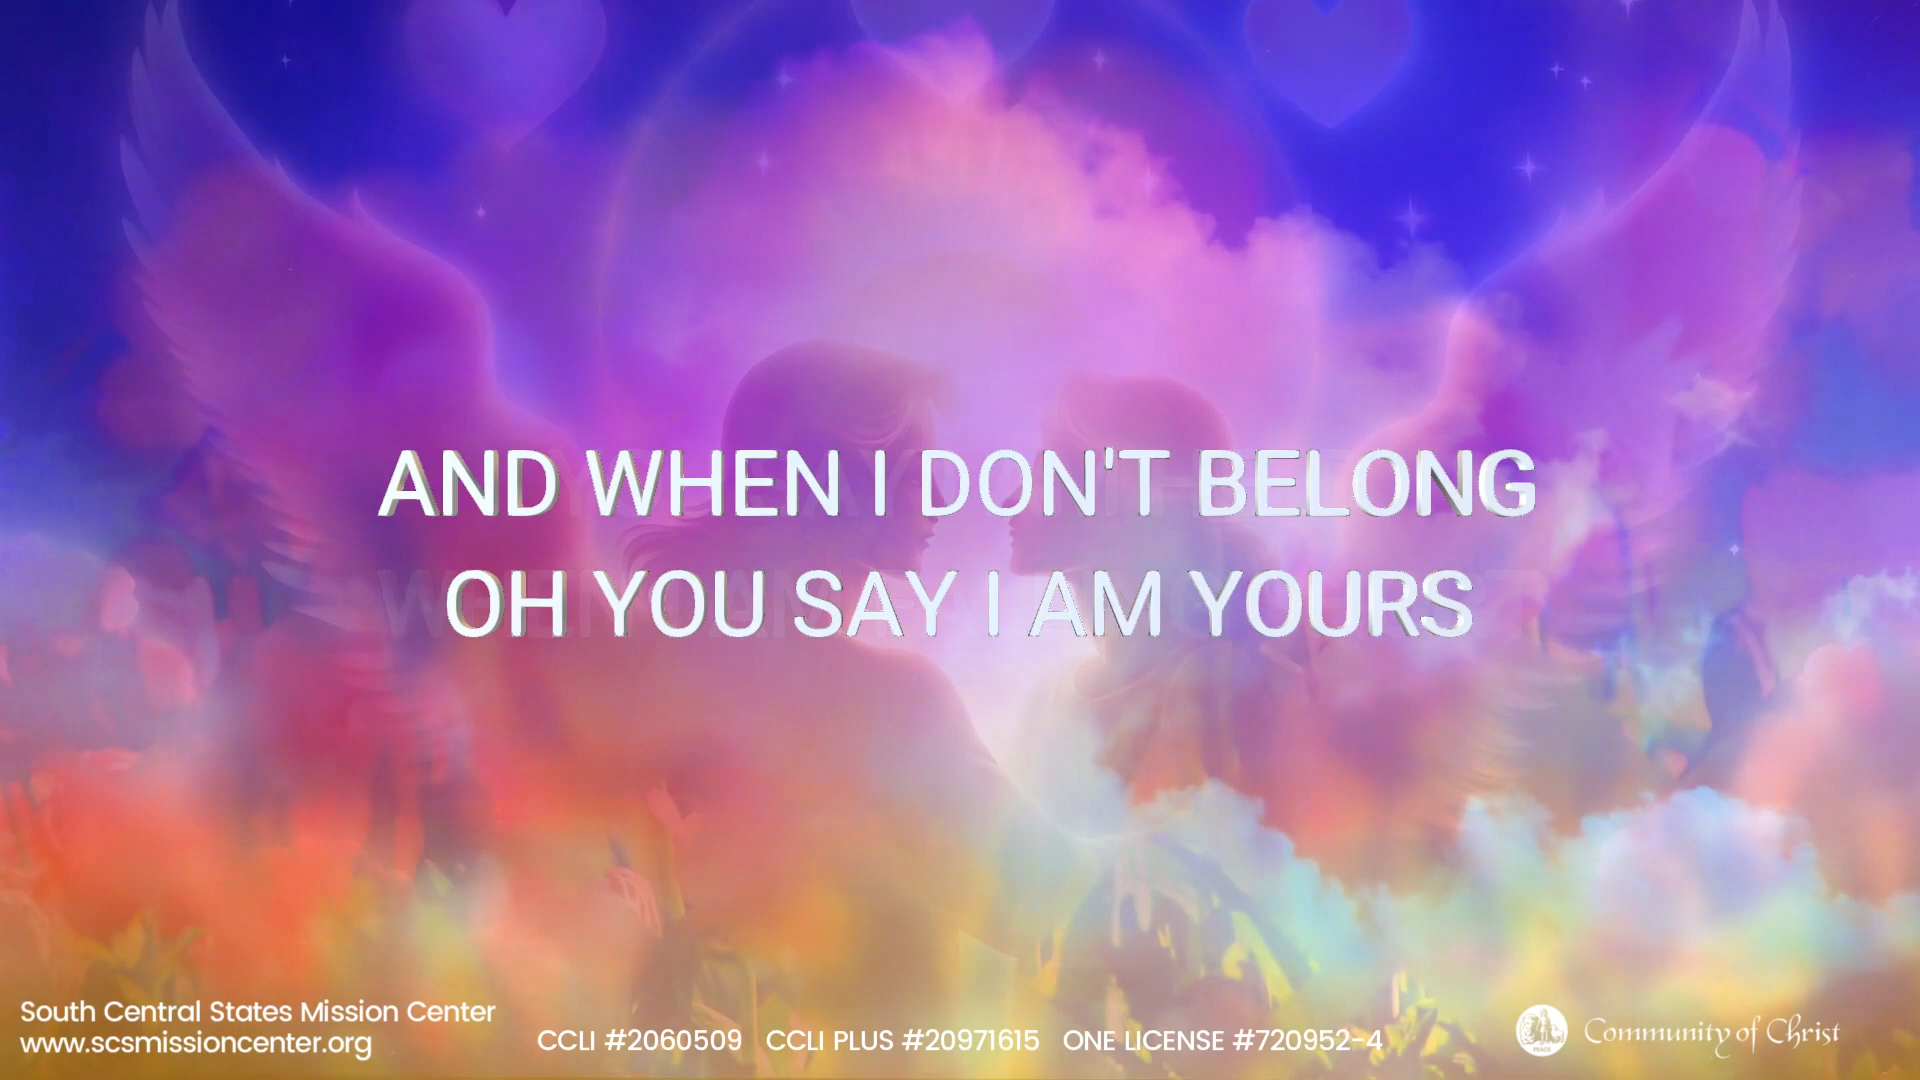 AND WHEN I DON'T BELONG
OH YOU SAY I AM YOURS
South Central States Mission Center
www.scsmissioncenter.org
CCLI #2060509 CCLI PLUS #20971615 ONE LICENSE #720952-4
PEACE
Community of Christ